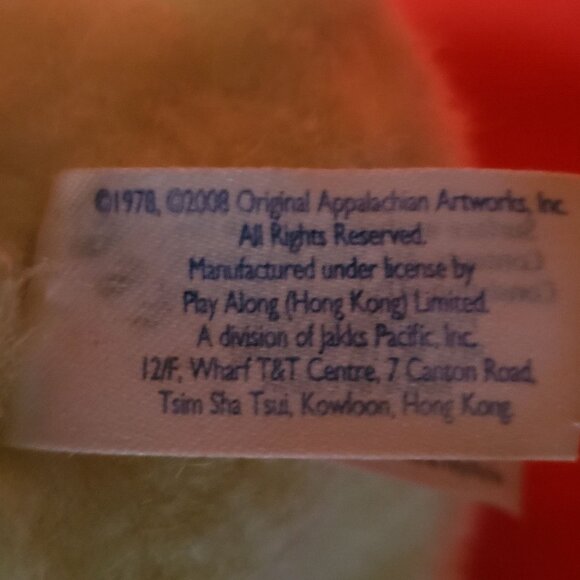 ©1978, ©2008 Original Appalachian Artworks, Inc.
All Rights Reserved.
Manufactured under license by
Play Along (Hong Kong) Limited.
A division of Jakks Pacific, Inc.
12/F, Wharf T&T Centre, 7 Canton Road,
Tsim Sha Tsui, Kowloon, Hong Kong.